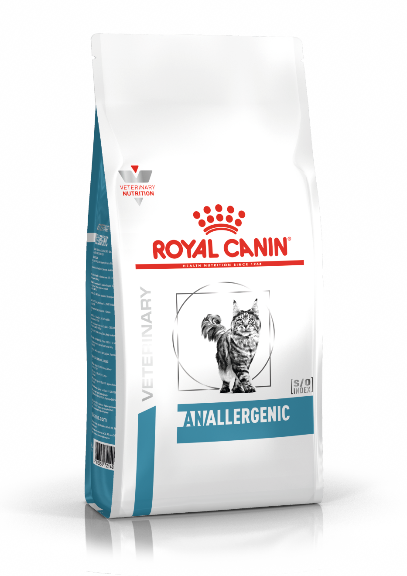 VETERINARY
NUTRITION
ROYAL CANIN®
HEALTH NUTRITION SINCE 1968
VETERINARY
S/O
INDEX
ANALLERGENIC